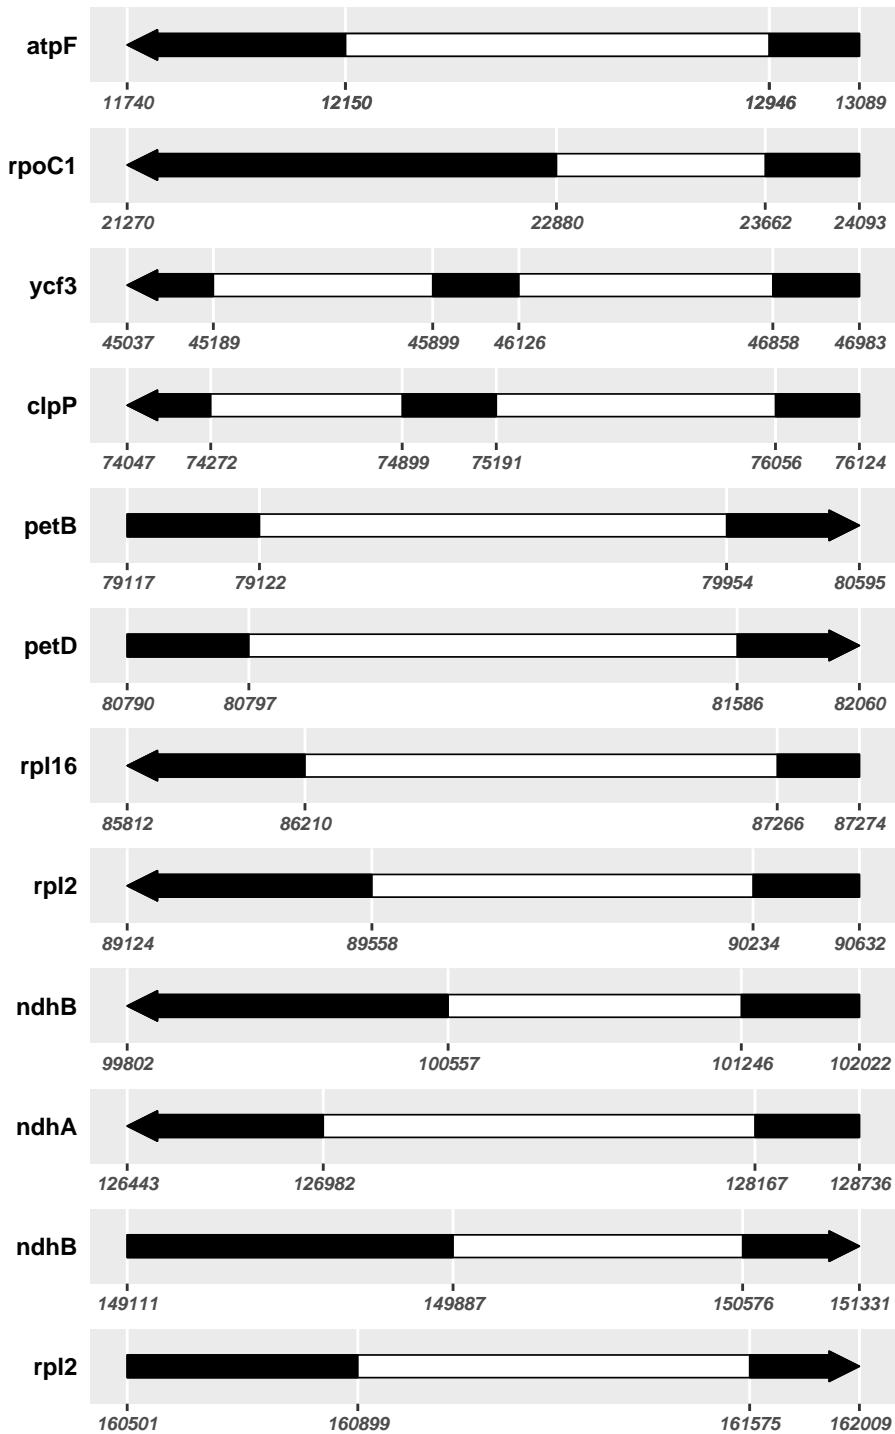 atpF
11740 12150 12946 13089
rpoC1
21270 22880 23662 24093
ycf3
45037 45189 45899 46126 46858 46983
clpP
74047 74272 74899 75191 76056 76124
petB
79117 79122 79954 80595
petD
80790 80797 81586 82060
rpl16
85812 86210 87266 87274
rpl2
89124 89558 90234 90632
ndhB
99802 100557 101246 102022
ndhA
126443 126982 128167 128736
ndhB
149111 149887 150576 151331
rpl2
160501 160899 161575 162009